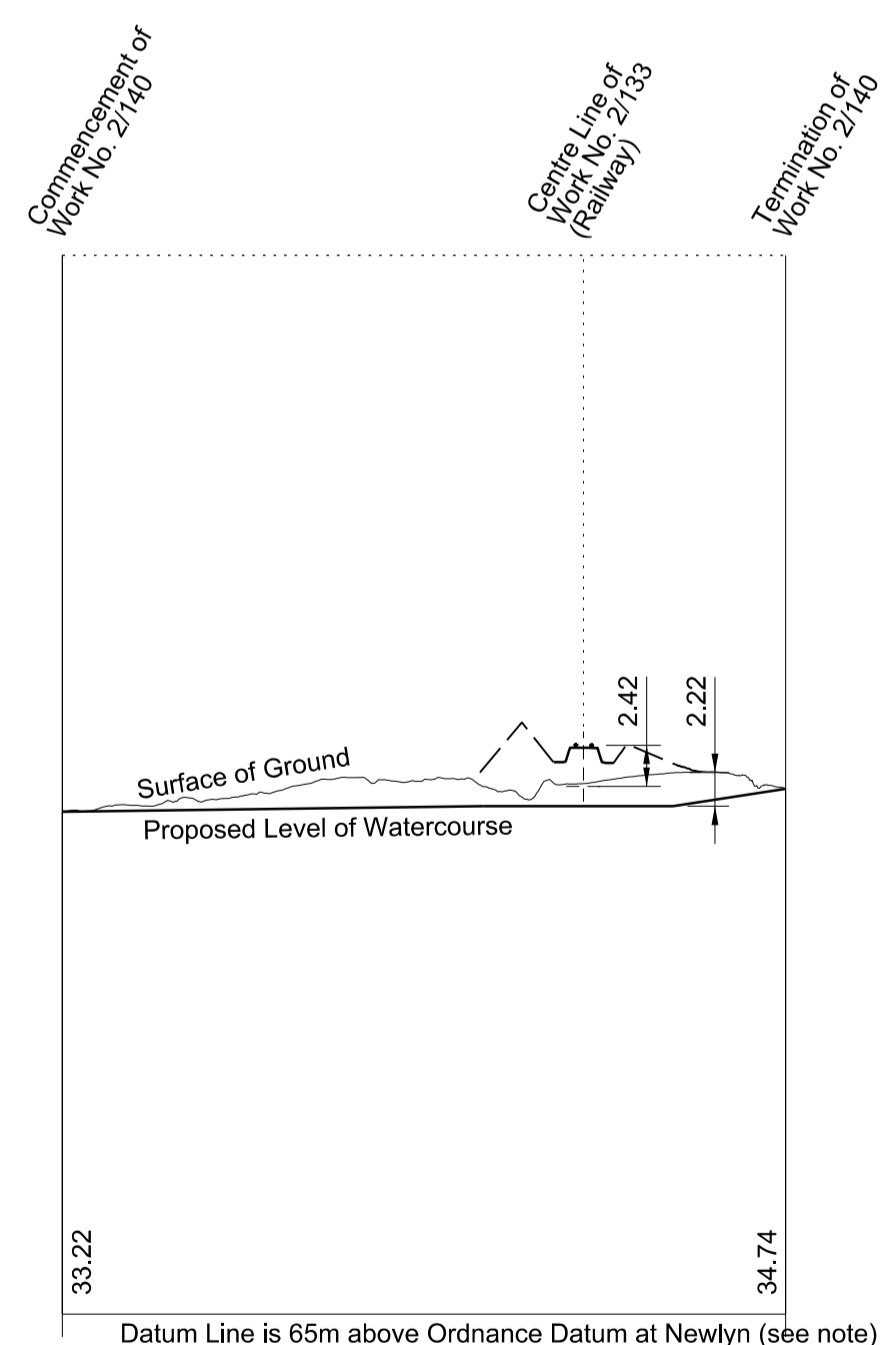 Commencement of
Work No. 2/140
Centre Line of
Work No. 2/133
(Railway)
Termination of
Work No. 2/140
2.42
2.22
Surface of Ground
Proposed Level of Watercourse
33.22
34.74
Datum Line is 65m above Ordnance Datum at Newlyn (see note)